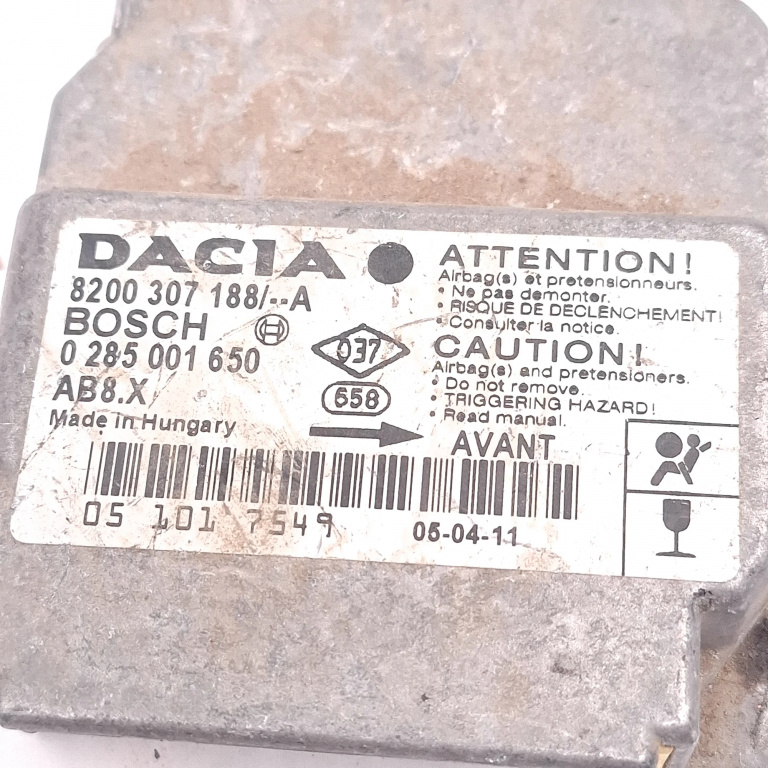 DACIA
8200 307 188/--A
BOSCH
0 285 001 650
AB8.X
Made in Hungary
037
658
ATTENTION!
Airbag(s) et pretensionneurs.
• Ne pas demonter.
• RISQUE DE DECLENCHEMENT!
• Consulter la notice.
CAUTION!
Airbag(s) and pretensioners.
• Do not remove.
• TRIGGERING HAZARD!
• Read manual.
AVANT
05 101 7549
05-04-11